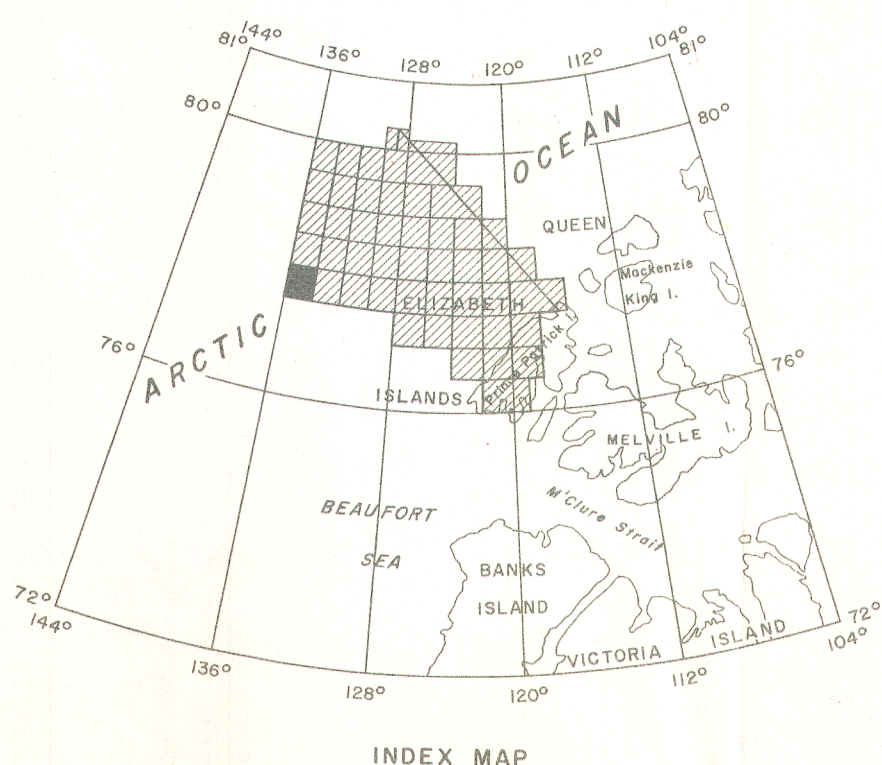 144°
81°
136°
128°
120°
112°
104°
81°
80°
80°
OCEAN
QUEEN
Mackenzie
King I.
ELIZABETH
ARCTIC
76°
76°
Prince Patrick I.
ISLANDS
MELVILLE I.
M'Clure Strait
BEAUFORT
SEA
BANKS
ISLAND
VICTORIA ISLAND
72°
144°
136°
128°
120°
112°
72°
104°
INDEX MAP